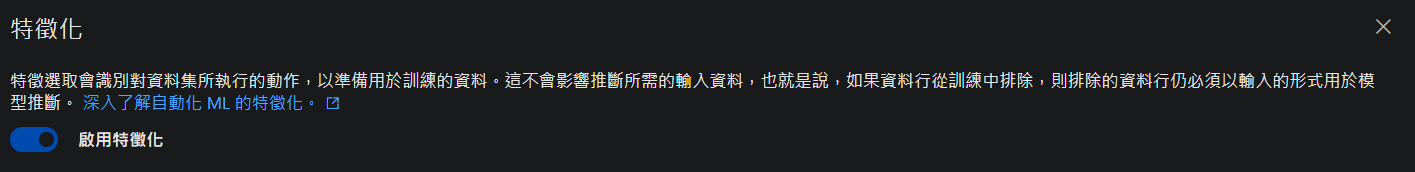 特徵化
特徵選取會識別對資料集所執行的動作，以準備用於訓練的資料。這不會影響推斷所需的輸入資料，也就是說，如果資料行從訓練中排除，則排除的資料行仍必須以輸入的形式用於模
型推斷。 深入了解自動化 ML 的特徵化。
啟用特徵化